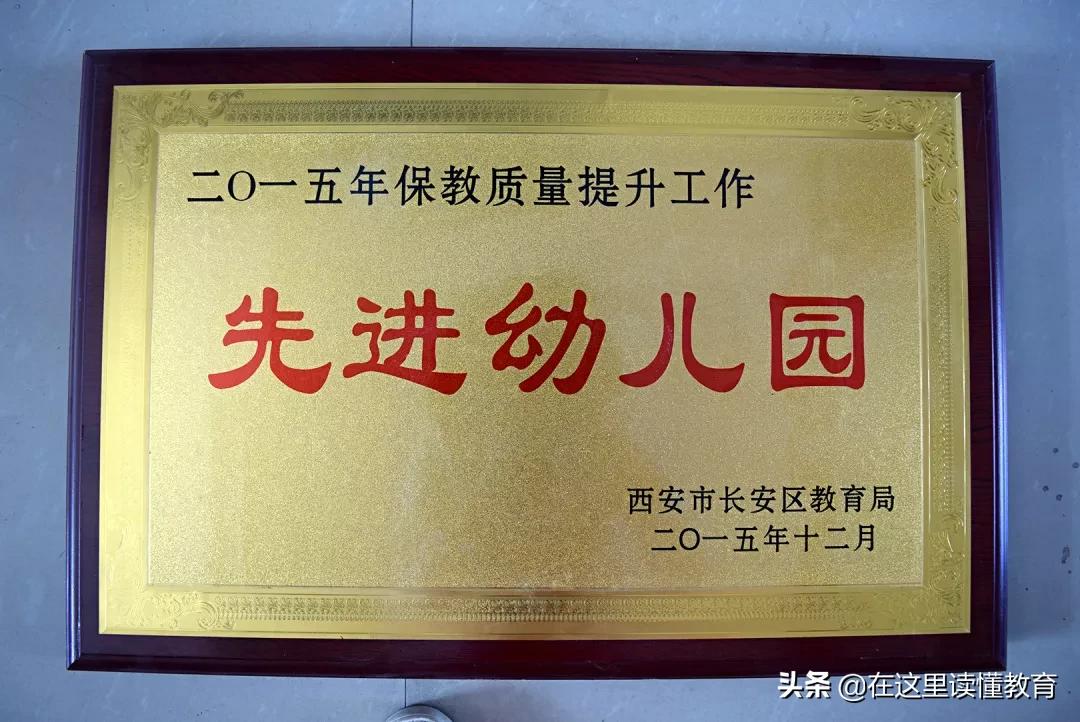 二〇一五年保教质量提升工作
先进幼儿园
西安市长安区教育局
二〇一五年十二月
头条 @在这里读懂教育